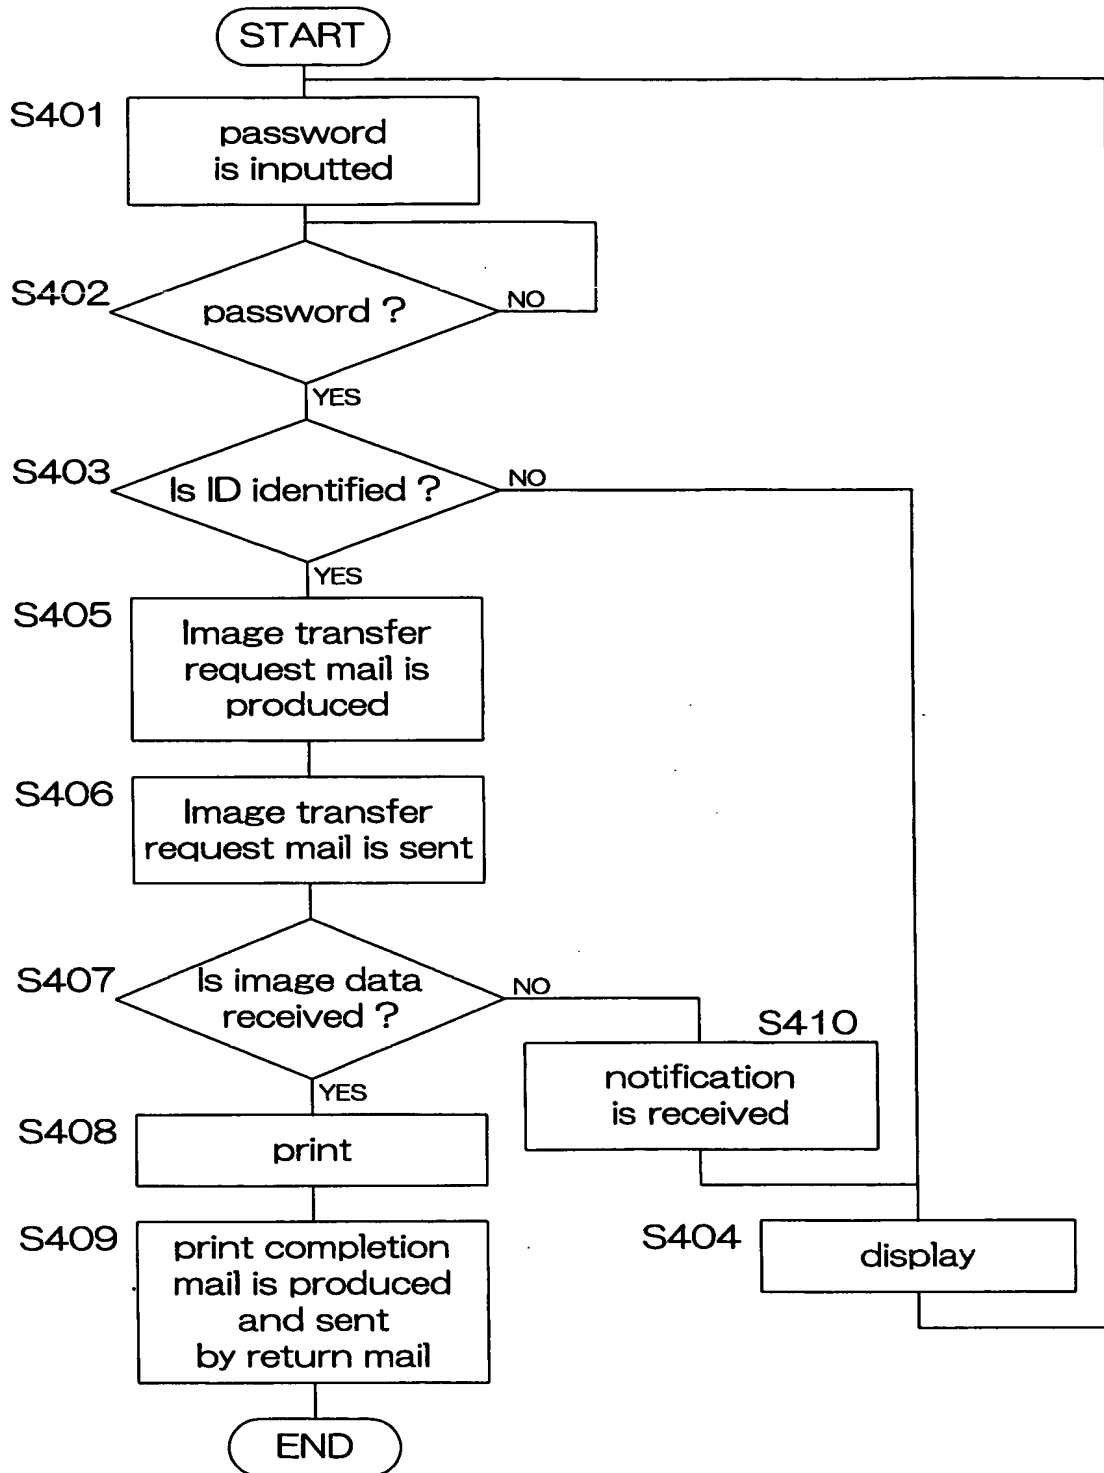 START
S401
password
is inputted
S402
password ?
NO
YES
S403
Is ID identified ?
NO
YES
S405
Image transfer
request mail is
produced
S406
Image transfer
request mail is sent
S407
Is image data
received ?
NO
YES
S410
notification
is received
S408
print
S409
print completion
mail is produced
and sent
by return mail
S404
display
END